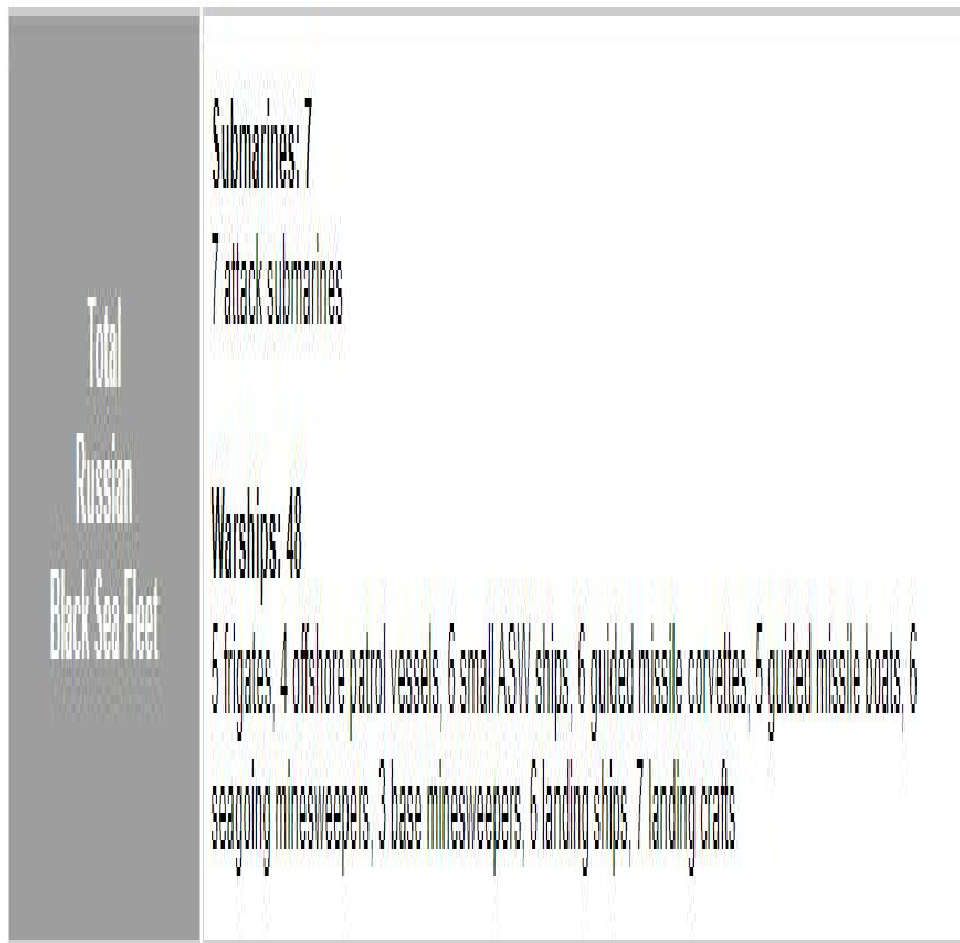 Total
Russian
Black Sea Fleet
Submarines: 7
7 attack submarines
Warships: 48
5 frigates, 4 offshore patrol vessels, 6 small ASW ships, 6 guided missile corvettes, 5 guided missile boats, 6
seagoing minesweepers, 3 base minesweepers, 6 landing ships, 7 landing crafts